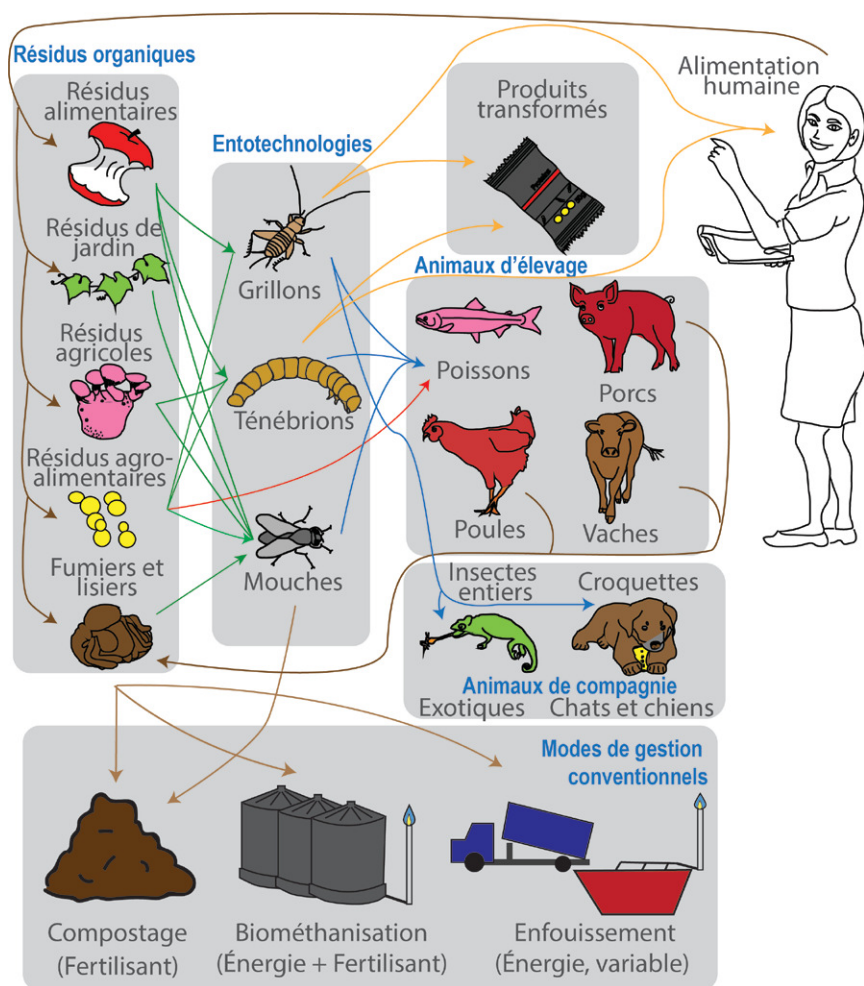 Résidus organiques
Résidus
alimentaires
Résidus de
jardin
Résidus
agricoles
Résidus agro-
alimentaires
Fumiers et
lisiers
Entotechnologies
Grillons
Ténébrions
Mouches
Produits
transformés
Protéine
Alimentation
humaine
Animaux d’élevage
Poissons
Porcs
Poules
Vaches
Insectes
entiers
Croquettes
Animaux de compagnie
Exotiques
Chats et chiens
Modes de gestion
conventionnels
Compostage
(Fertilisant)
Biométhanisation
(Énergie + Fertilisant)
Enfouissement
(Énergie, variable)